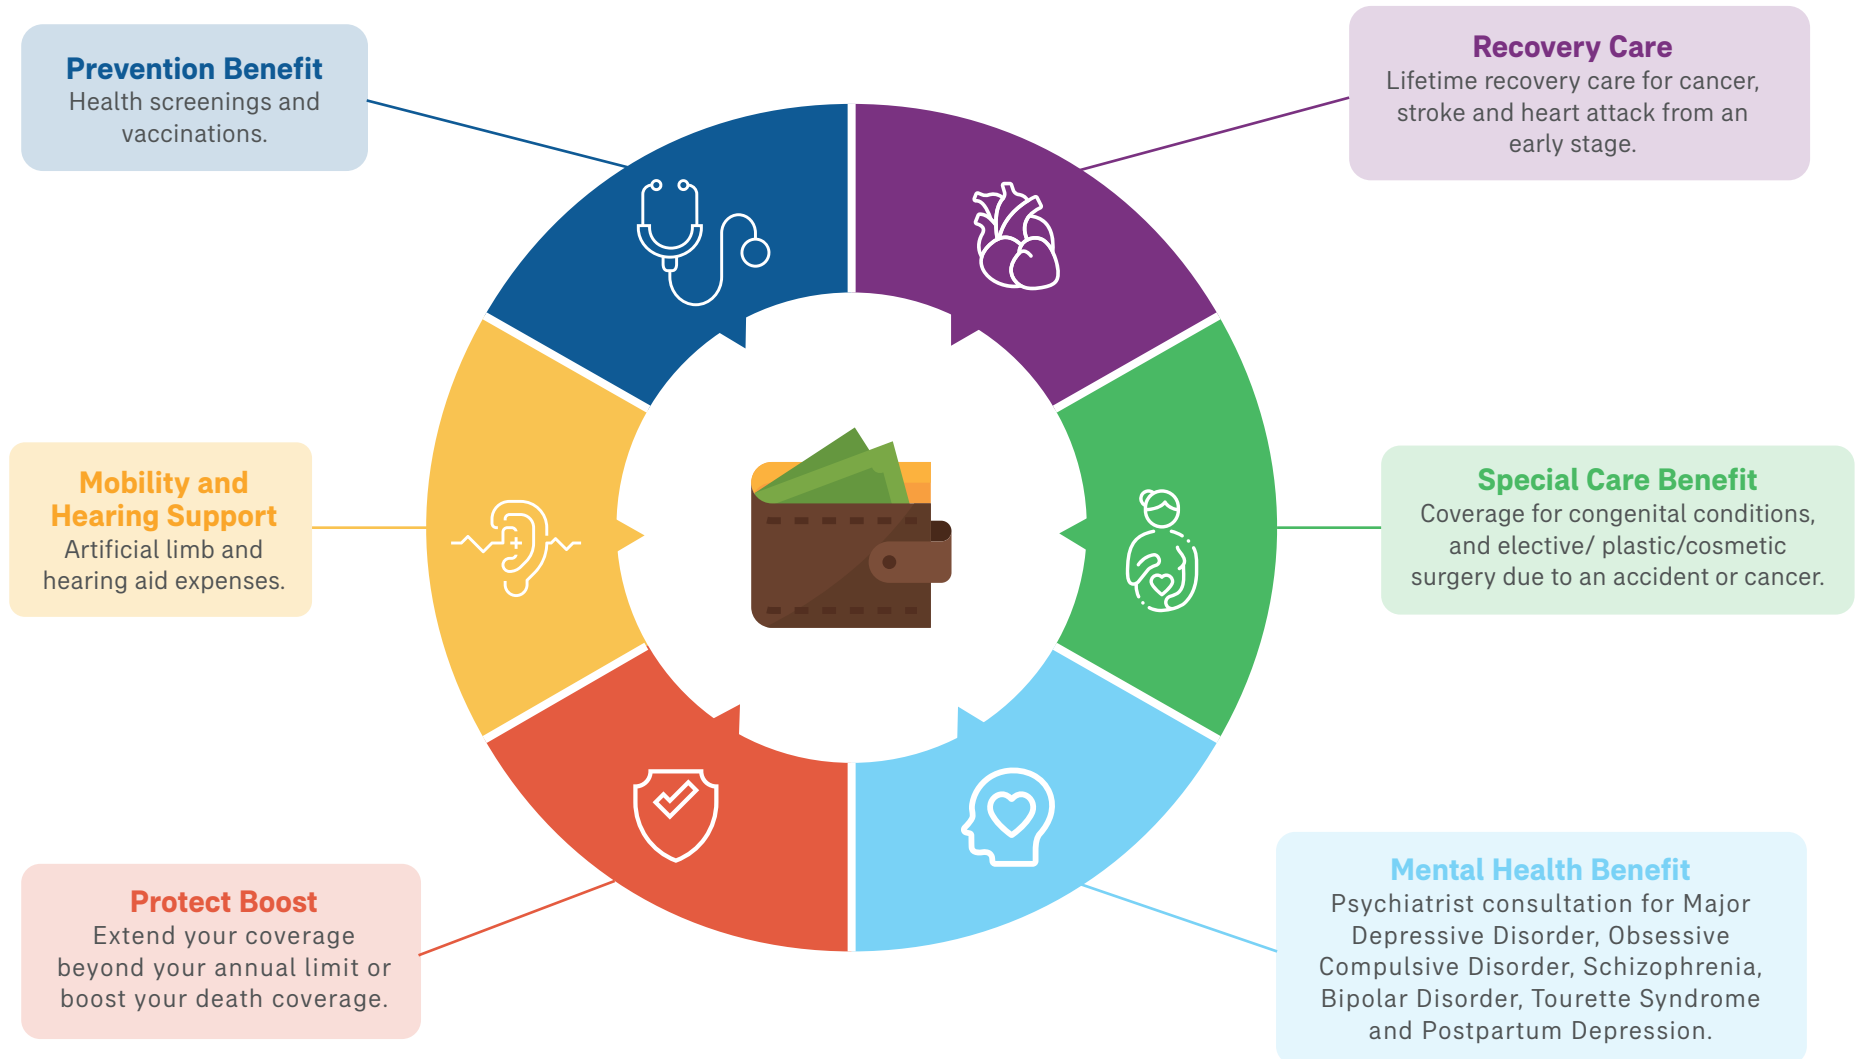 Prevention Benefit
Health screenings and
vaccinations.
Recovery Care
Lifetime recovery care for cancer,
stroke and heart attack from an
early stage.
Mobility and
Hearing Support
Artificial limb and
hearing aid expenses.
Special Care Benefit
Coverage for congenital conditions,
and elective/ plastic/cosmetic
surgery due to an accident or cancer.
Protect Boost
Extend your coverage
beyond your annual limit or
boost your death coverage.
Mental Health Benefit
Psychiatrist consultation for Major
Depressive Disorder, Obsessive
Compulsive Disorder, Schizophrenia,
Bipolar Disorder, Tourette Syndrome
and Postpartum Depression.